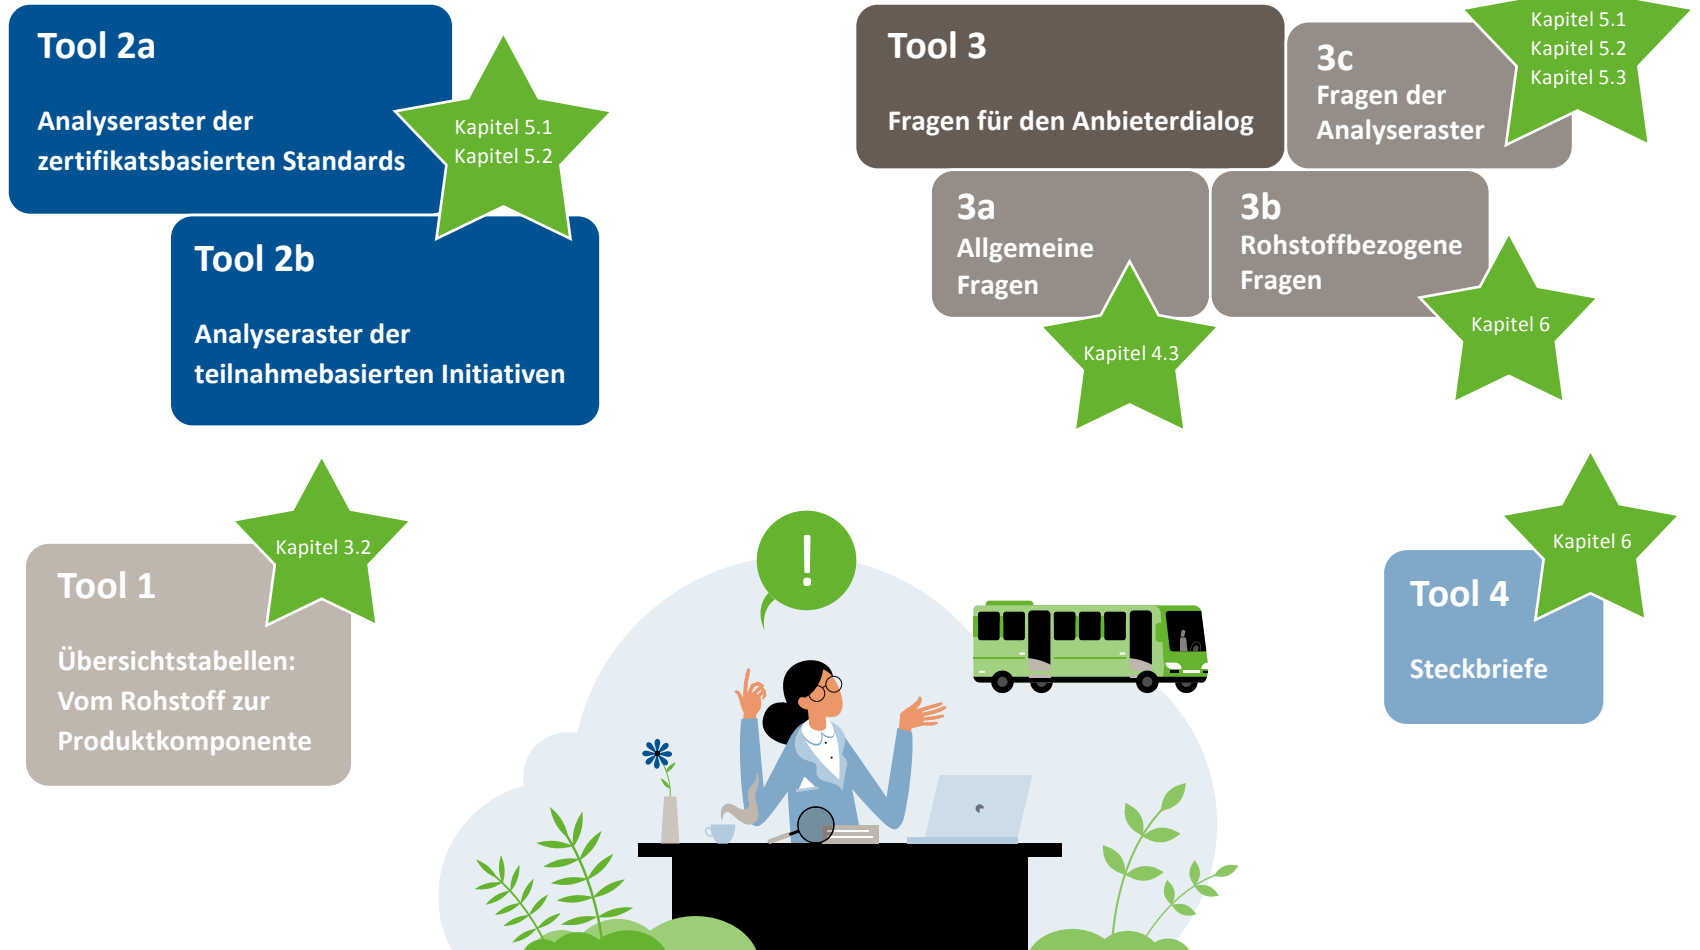 Tool 2a
Analyseraster der
zertifikatsbasierten Standards
Kapitel 5.1
Kapitel 5.2
Tool 2b
Analyseraster der
teilnahmebasierten Initiativen
Tool 3
Fragen für den Anbieterdialog
3c
Fragen der
Analyseraster
Kapitel 5.1
Kapitel 5.2
Kapitel 5.3
3a
Allgemeine
Fragen
Kapitel 4.3
3b
Rohstoffbezogene
Fragen
Kapitel 6
Tool 1
Übersichtstabellen:
Vom Rohstoff zur
Produktkomponente
Kapitel 3.2
!
Tool 4
Steckbriefe
Kapitel 6